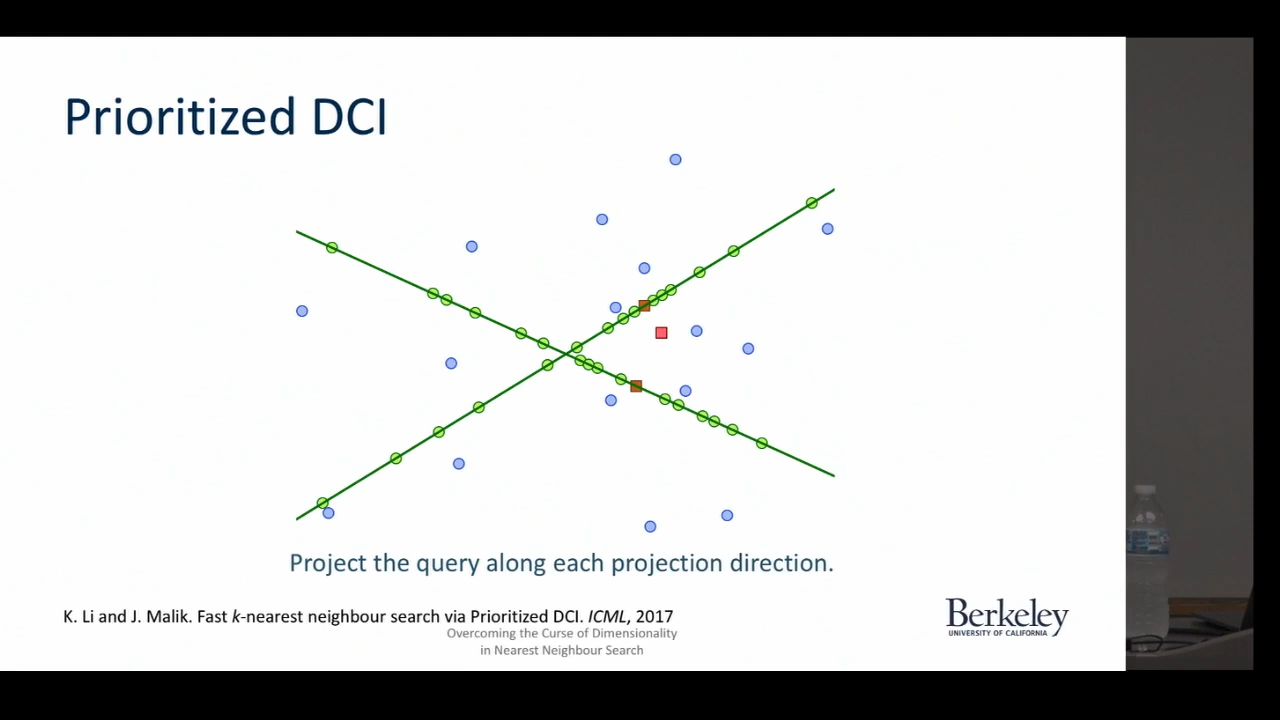 Prioritized DCI
Project the query along each projection direction.
K. Li and J. Malik. Fast k-nearest neighbour search via Prioritized DCI. ICML, 2017
Overcoming the Curse of Dimensionality
in Nearest Neighbour Search
Berkeley
UNIVERSITY OF CALIFORNIA